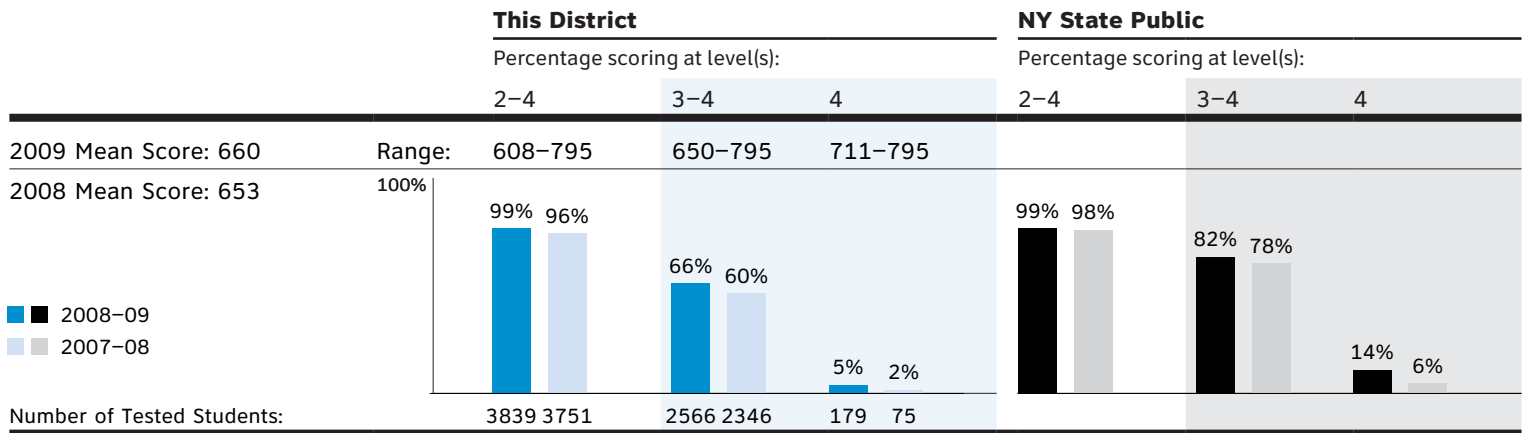 This District NY State Public
Percentage scoring at level(s): Percentage scoring at level(s):
2–4 3–4 4 2–4 3–4 4
2009 Mean Score: 660 Range: 608–795 650–795 711–795
2008 Mean Score: 653 100%
99% 96% 66% 60% 5% 2% 99% 98% 82% 78% 14% 6%
2008–09
2007–08
Number of Tested Students: 3839 3751 2566 2346 179 75